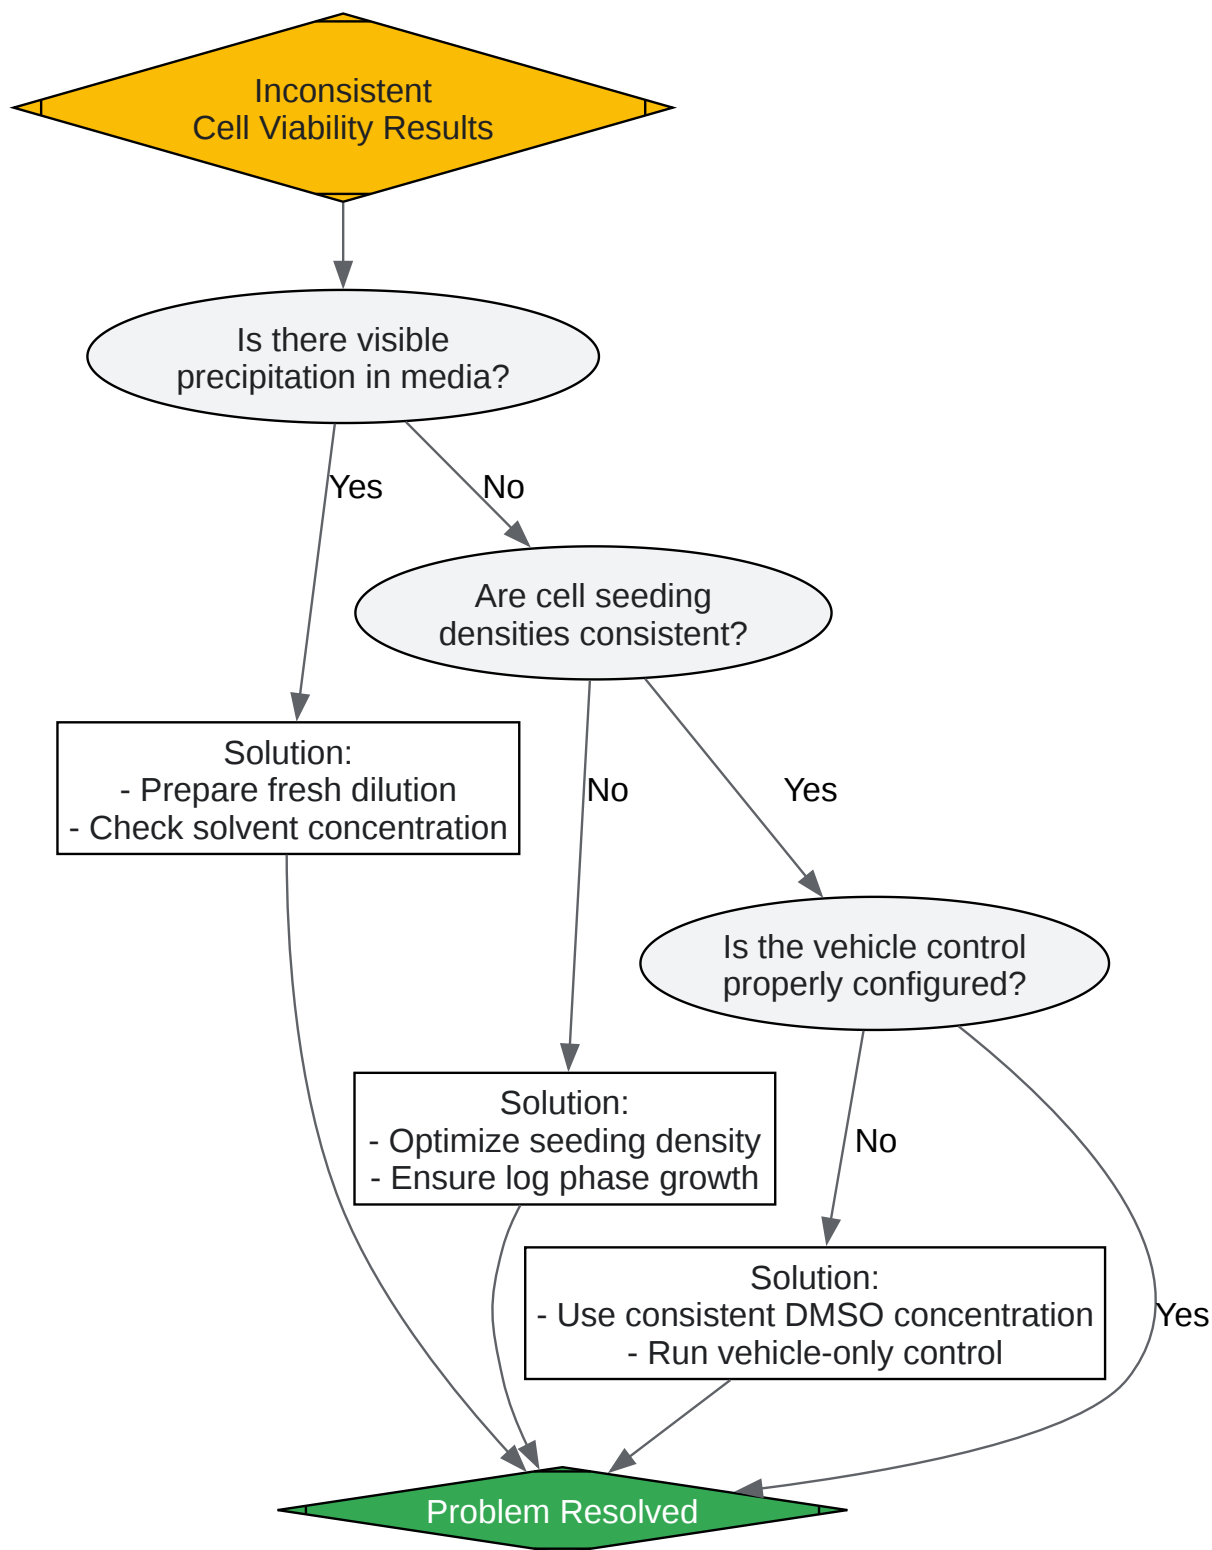 Inconsistent
Cell Viability Results
Is there visible
precipitation in media?
Yes
No
Are cell seeding
densities consistent?
Solution:
- Prepare fresh dilution
- Check solvent concentration
No
Yes
Is the vehicle control
properly configured?
Solution:
- Optimize seeding density
- Ensure log phase growth
No
Solution:
- Use consistent DMSO concentration
- Run vehicle-only control
Yes
Problem Resolved